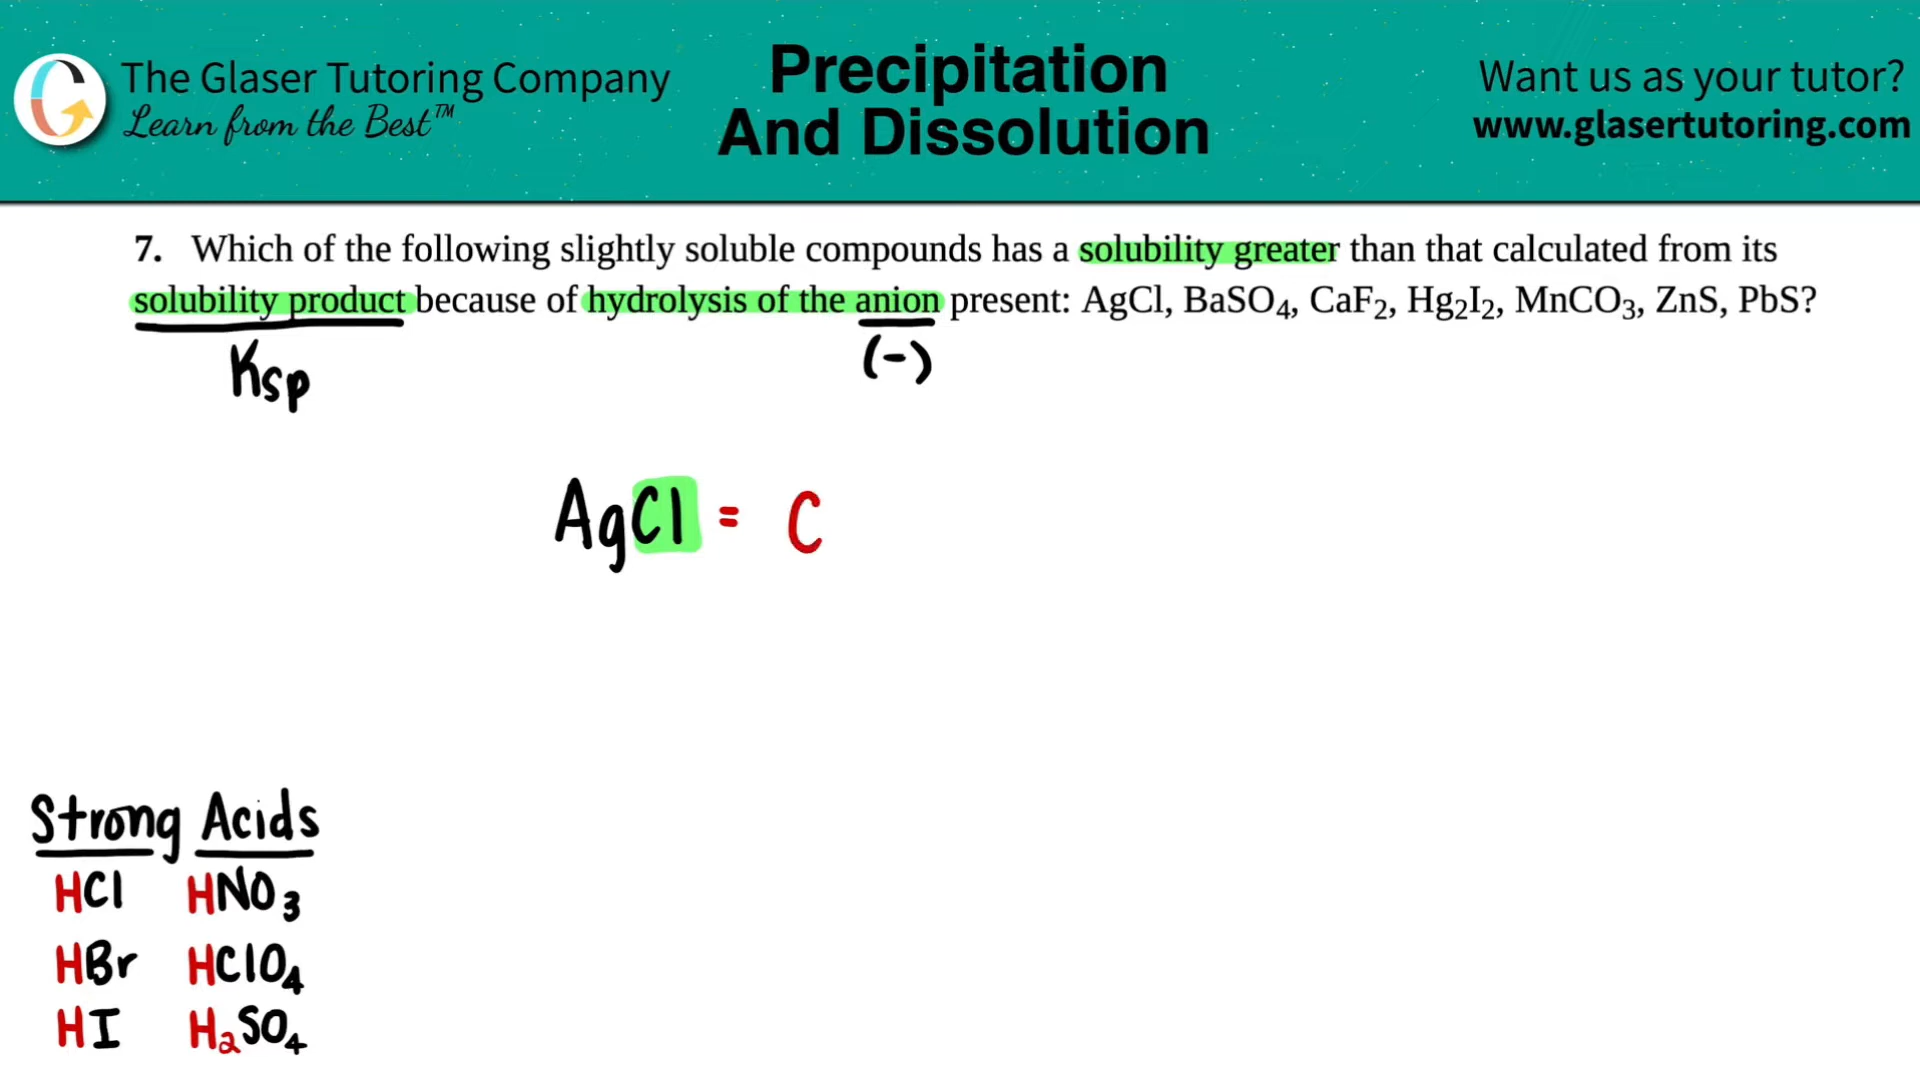 The Glaser Tutoring Company
Learn from the Best™
Precipitation
And Dissolution
Want us as your tutor?
www.glasertutoring.com
7. Which of the following slightly soluble compounds has a solubility greater than that calculated from its
solubility product because of hydrolysis of the anion present: AgCl, BaSO₄, CaF₂, Hg₂I₂, MnCO₃, ZnS, PbS?
Ksp
(-)
AgCl = C
Strong Acids
HCl HNO₃
HBr HClO₄
HI H₂SO₄